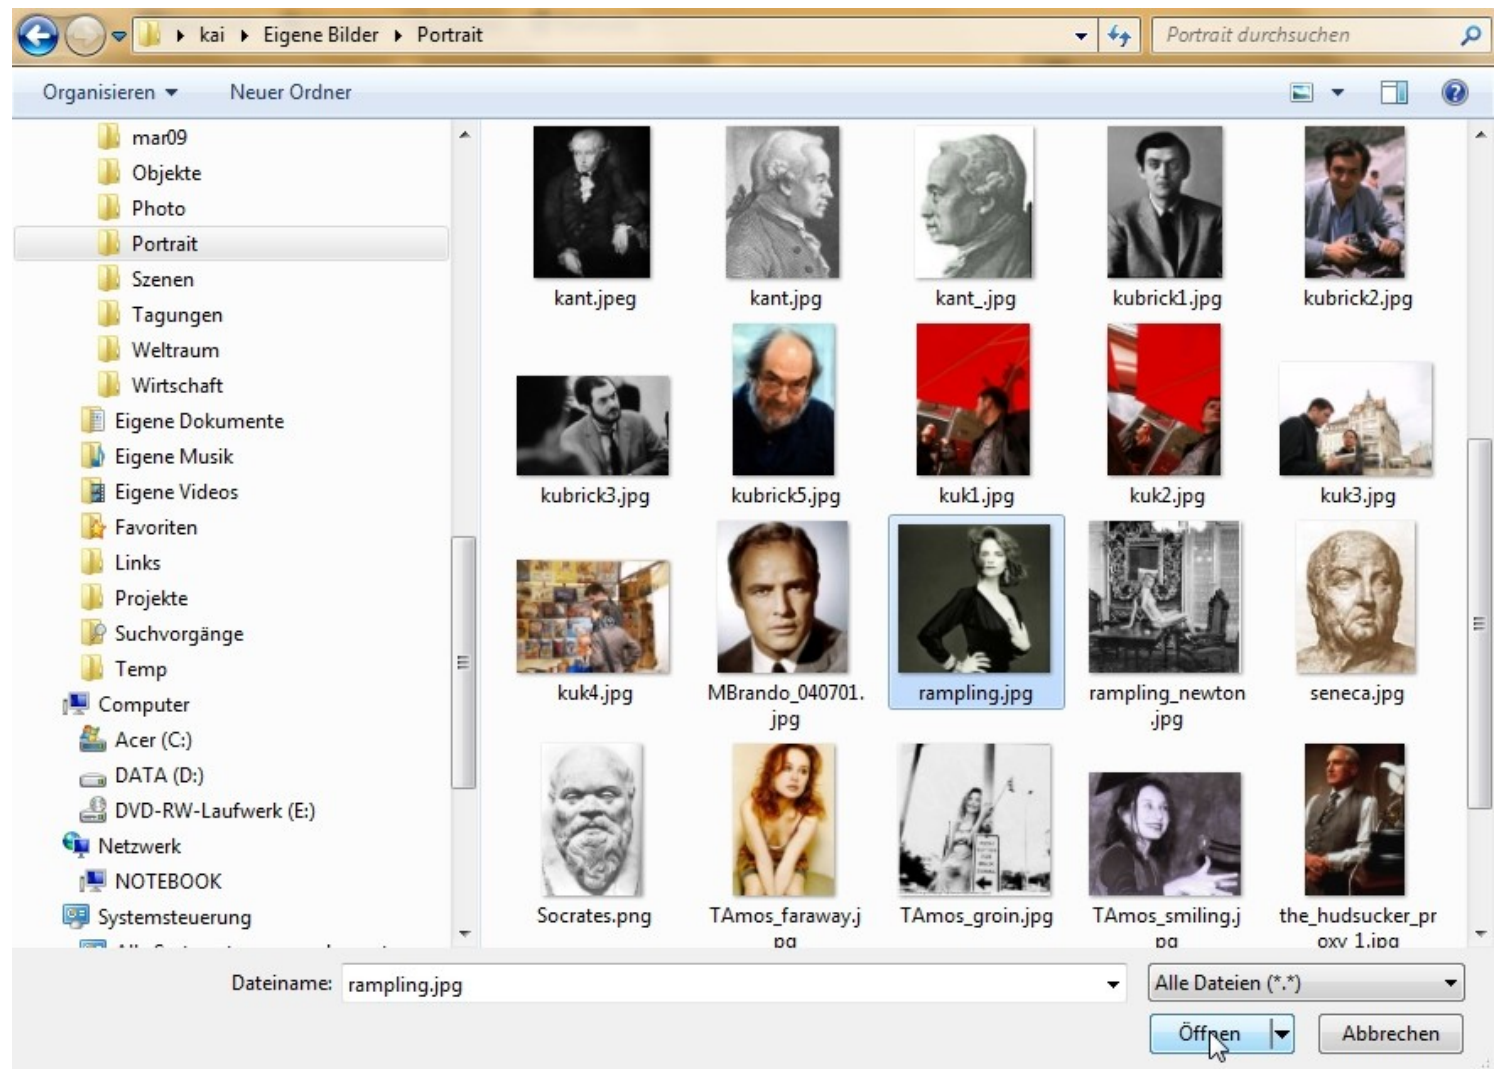 kai Eigene Bilder Portrait
Portrait durchsuchen
Organisieren Neuer Ordner
mar09
Objekte
Photo
Portrait
Szenen
Tagungen
Weltraum
Wirtschaft
Eigene Dokumente
Eigene Musik
Eigene Videos
Favoriten
Links
Projekte
Suchvorgänge
Temp
Computer
Acer (C:)
DATA (D:)
DVD-RW-Laufwerk (E:)
Netzwerk
NOTEBOOK
Systemsteuerung
kant.jpeg
kant.jpg
kant_.jpg
kubrick1.jpg
kubrick2.jpg
kubrick3.jpg
kubrick5.jpg
kuk1.jpg
kuk2.jpg
kuk3.jpg
kuk4.jpg
MBrando_040701.
jpg
rampling.jpg
rampling_newton
.jpg
seneca.jpg
Socrates.png
TAmos_faraway.j
pg
TAmos_groin.jpg
TAmos_smiling.j
pg
the_hudsucker_pr
oxy_1.jpg
Dateiname: rampling.jpg
Alle Dateien (*.*)
Öffnen
Abbrechen